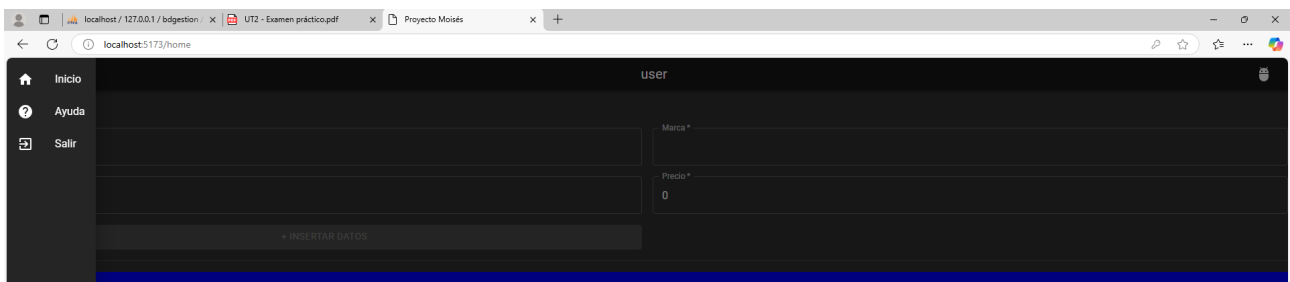 localhost / 127.0.0.1 / bdgestion /
UT2 - Examen práctico.pdf
Proyecto Moisés
localhost:5173/home
Inicio
user
Ayuda
Marca *
Salir
Precio *
0
+ INSERTAR DATOS